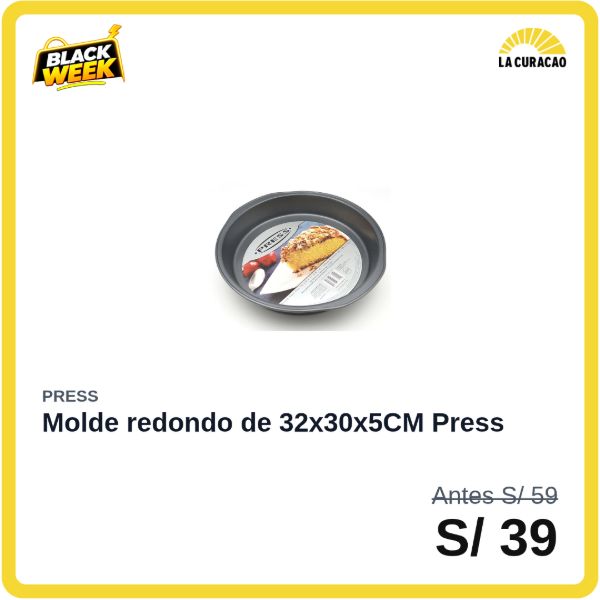 BLACK
WEEK
LA CURACAO
PRESS
PRESS
Molde redondo de 32x30x5CM Press
Antes S/ 59
S/ 39